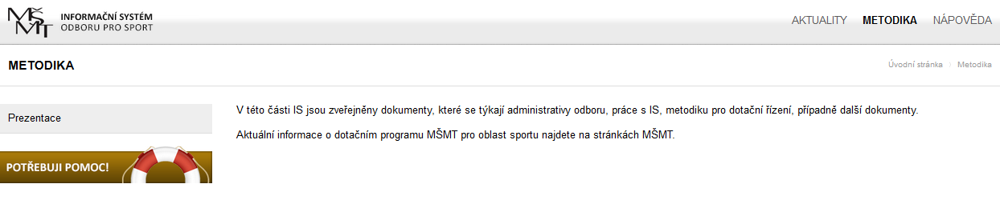 MŠMT INFORMAČNÍ SYSTÉM
ODBORU PRO SPORT
AKTUALITY METODIKA NÁPOVĚDA
METODIKA
Úvodní stránka Metodika
Prezentace
V této části IS jsou zveřejněny dokumenty, které se týkají administrativy odboru, práce s IS, metodiku pro dotační řízení, případně další dokumenty.
Aktuální informace o dotačním programu MŠMT pro oblast sportu najdete na stránkách MŠMT.
POTŘEBUJI POMOC!